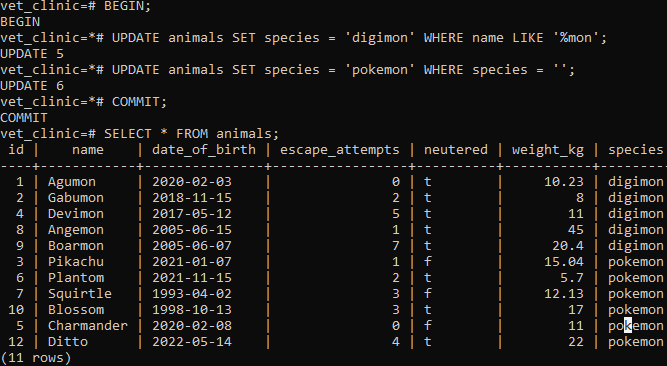 vet_clinic=# BEGIN;
BEGIN
vet_clinic=*# UPDATE animals SET species = 'digimon' WHERE name LIKE '%mon';
UPDATE 5
vet_clinic=*# UPDATE animals SET species = 'pokemon' WHERE species = '';
UPDATE 6
vet_clinic=*# COMMIT;
COMMIT
vet_clinic=# SELECT * FROM animals;
 id |    name    | date_of_birth | escape_attempts | neutered | weight_kg | species
----+------------+---------------+-----------------+----------+-----------+---------
  1 | Agumon     | 2020-02-03    |               0 | t        |     10.23 | digimon
  2 | Gabumon    | 2018-11-15    |               2 | t        |         8 | digimon
  4 | Devimon    | 2017-05-12    |               5 | t        |        11 | digimon
  8 | Angemon    | 2005-06-15    |               1 | t        |        45 | digimon
  9 | Boarmon    | 2005-06-07    |               7 | t        |      20.4 | digimon
  3 | Pikachu    | 2021-01-07    |               1 | f        |     15.04 | pokemon
  6 | Plantom    | 2021-11-15    |               2 | t        |       5.7 | pokemon
  7 | Squirtle   | 1993-04-02    |               3 | f        |     12.13 | pokemon
 10 | Blossom    | 1998-10-13    |               3 | t        |        17 | pokemon
  5 | Charmander | 2020-02-08    |               0 | f        |        11 | pokemon
 12 | Ditto      | 2022-05-14    |               4 | t        |        22 | pokemon
(11 rows)